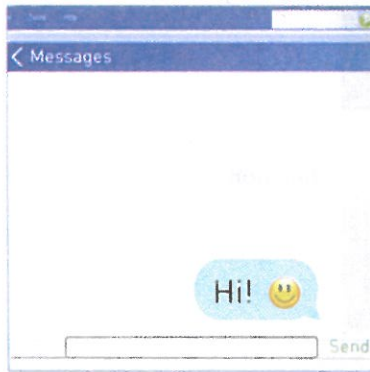 < Messages
Hi! 🙂
Send